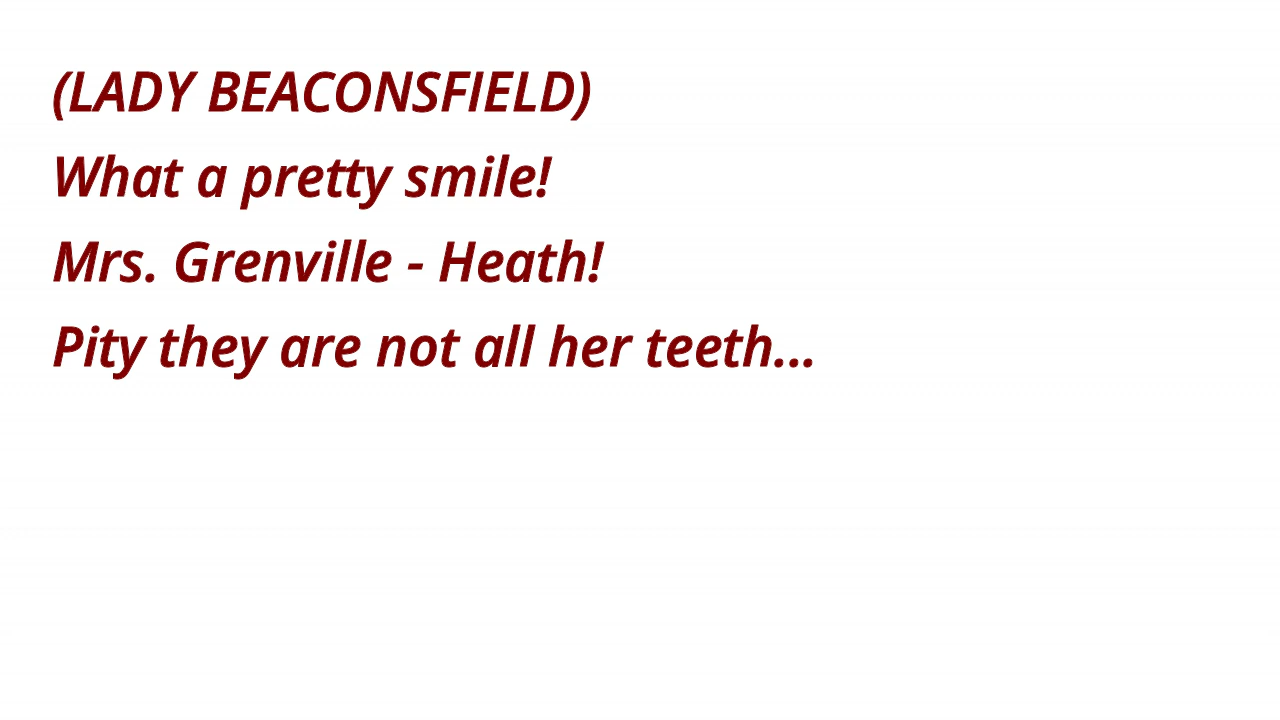 (LADY BEACONSFIELD)
What a pretty smile!
Mrs. Grenville - Heath!
Pity they are not all her teeth...